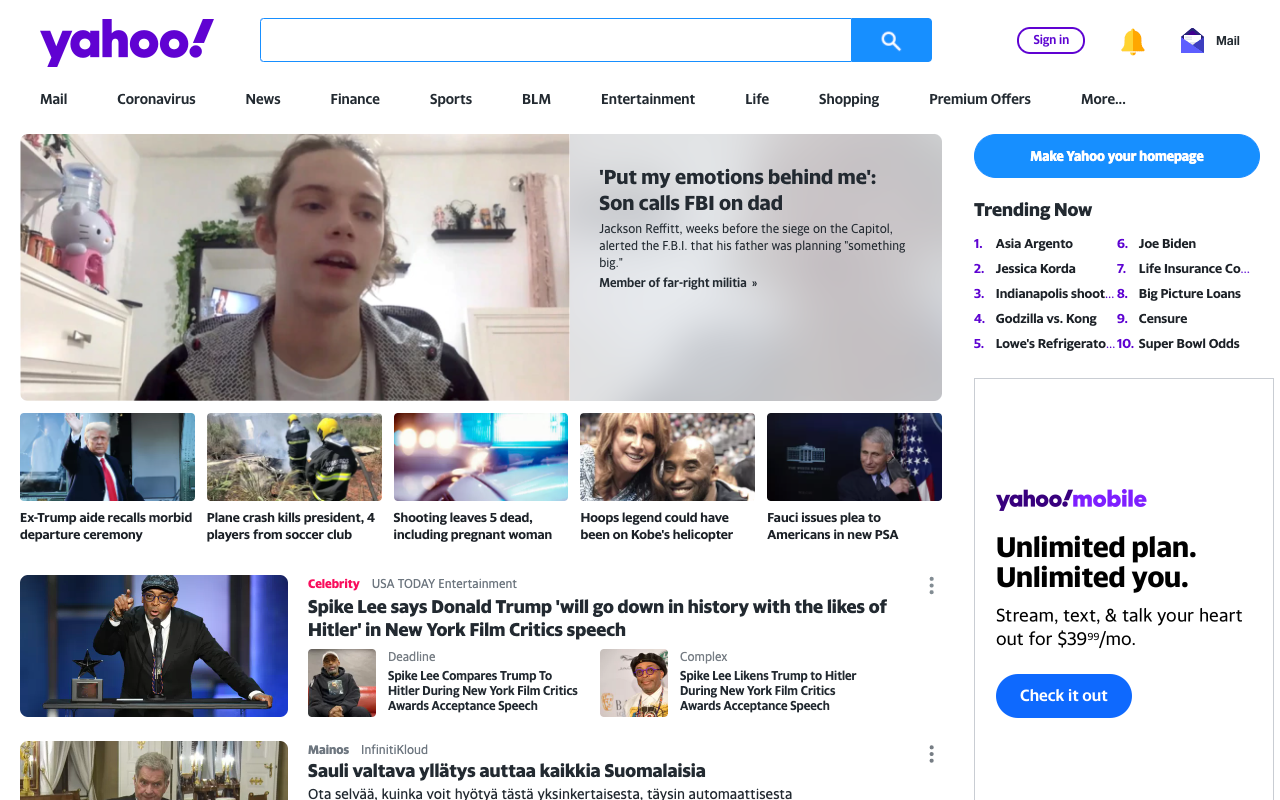 yahoo!
Sign in
Mail
Mail
Coronavirus
News
Finance
Sports
BLM
Entertainment
Life
Shopping
Premium Offers
More...
'Put my emotions behind me':
Son calls FBI on dad
Jackson Reffitt, weeks before the siege on the Capitol,
alerted the F.B.I. that his father was planning "something
big."
Member of far-right militia »
Ex-Trump aide recalls morbid
departure ceremony
Plane crash kills president, 4
players from soccer club
Shooting leaves 5 dead,
including pregnant woman
Hoops legend could have
been on Kobe's helicopter
Fauci issues plea to
Americans in new PSA
Celebrity USA TODAY Entertainment
Spike Lee says Donald Trump 'will go down in history with the likes of
Hitler' in New York Film Critics speech
Deadline
Spike Lee Compares Trump To
Hitler During New York Film Critics
Awards Acceptance Speech
Complex
Spike Lee Likens Trump to Hitler
During New York Film Critics
Awards Acceptance Speech
Mainos InfinitiKloud
Sauli valtava yllätys auttaa kaikkia Suomalaisia
Ota selvää, kuinka voit hyötyä tästä yksinkertaisesta, täysin automaattisesta
Make Yahoo your homepage
Trending Now
1. Asia Argento
2. Jessica Korda
3. Indianapolis shoot...
4. Godzilla vs. Kong
5. Lowe's Refrigerato...
6. Joe Biden
7. Life Insurance Co...
8. Big Picture Loans
9. Censure
10. Super Bowl Odds
yahoo!mobile
Unlimited plan.
Unlimited you.
Stream, text, & talk your heart
out for $39⁹⁹/mo.
Check it out